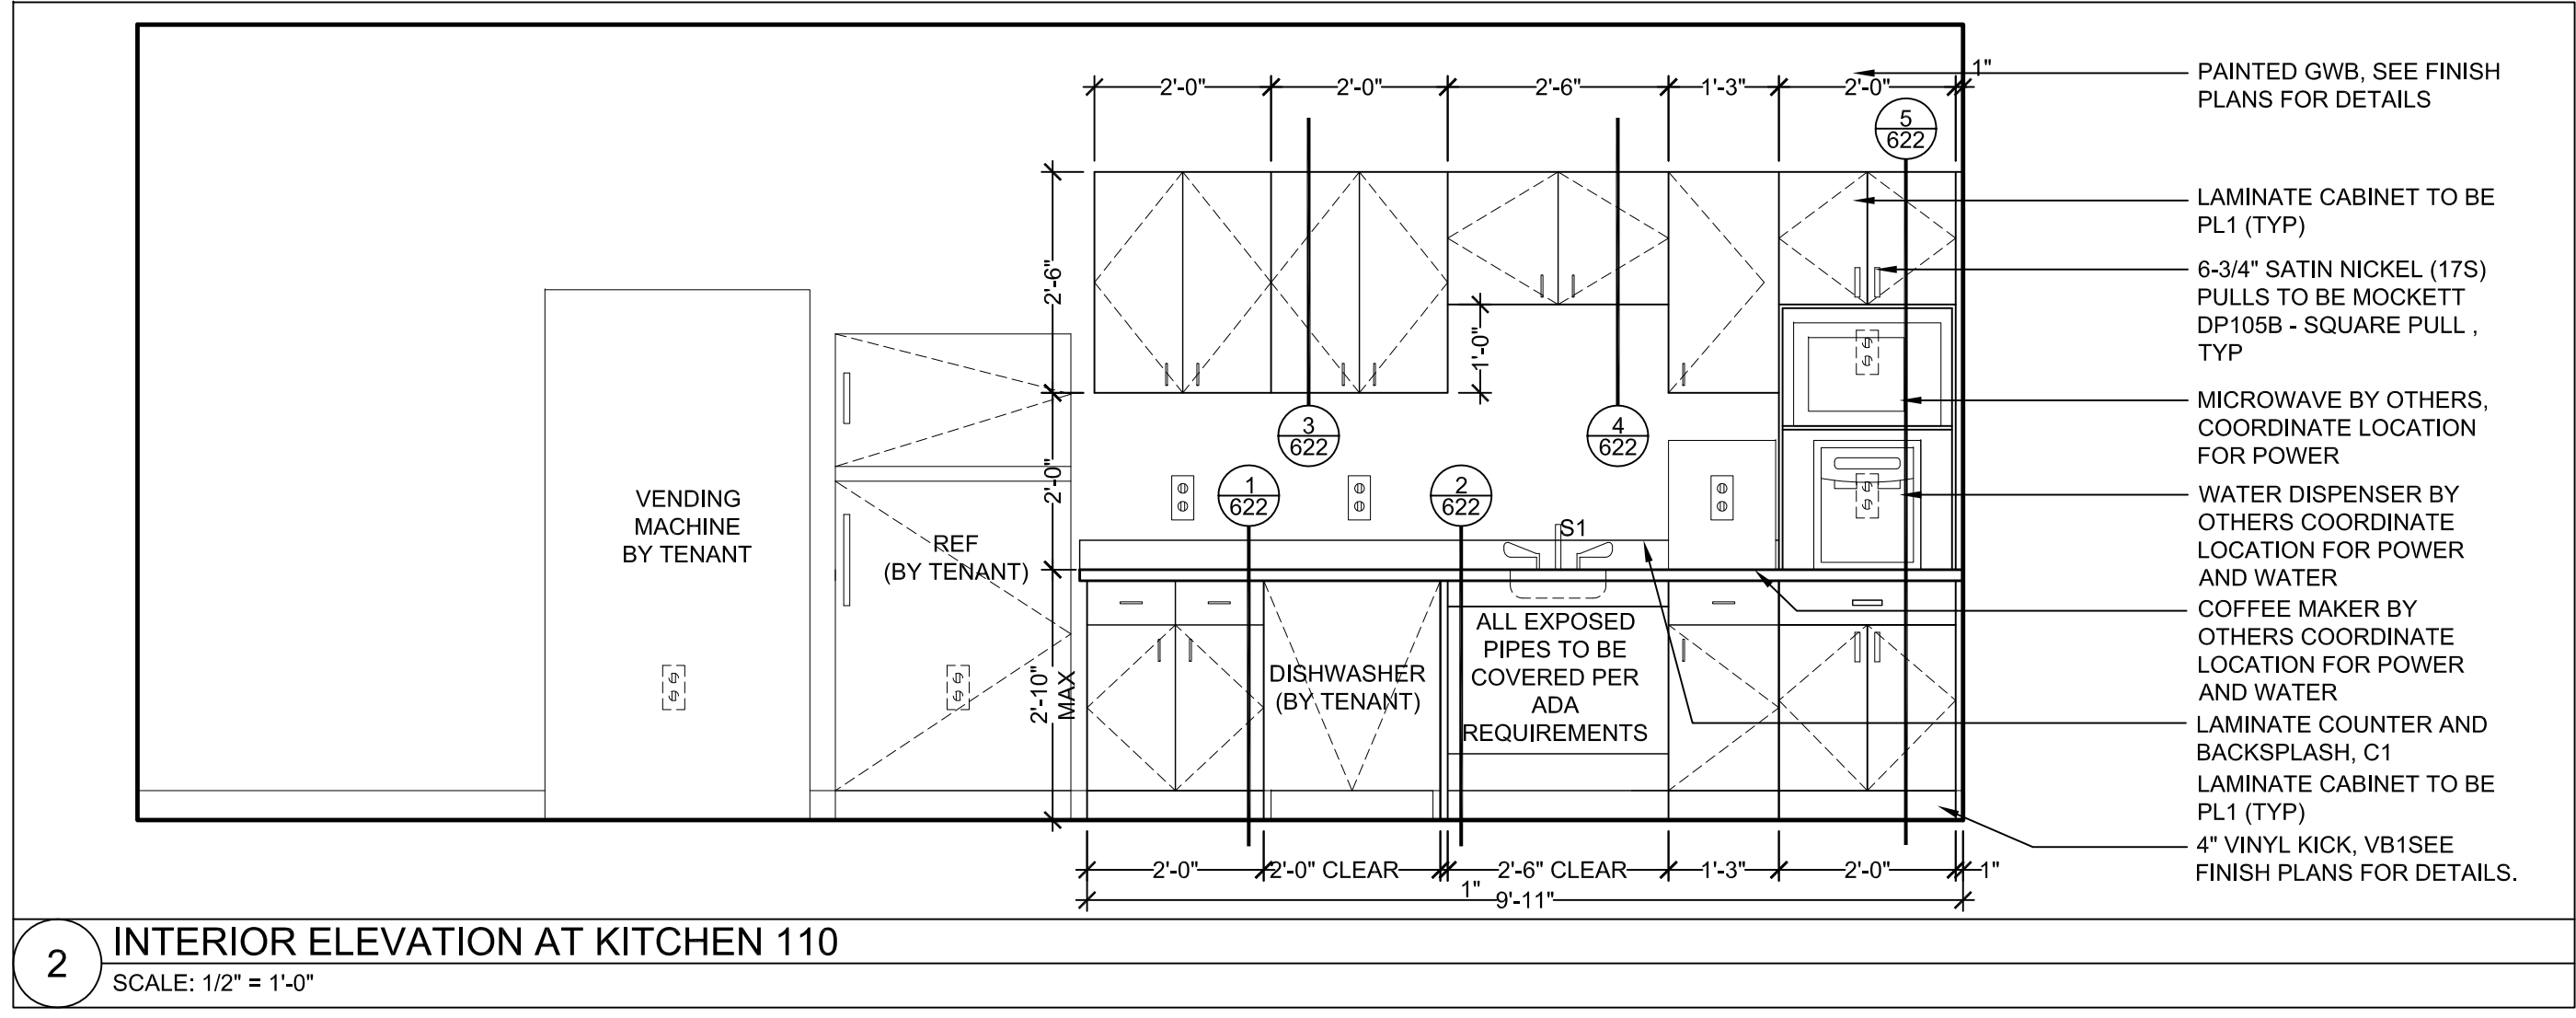 2'-0"
2'-0"
2'-6"
1'-3"
2'-0"
1"
5
622
2'-6"
1'-0"
2'-0"
2'-10"
MAX
3
622
4
622
1
622
2
622
S1
VENDING
MACHINE
BY TENANT
REF
(BY TENANT)
DISHWASHER
(BY TENANT)
ALL EXPOSED
PIPES TO BE
COVERED PER
ADA
REQUIREMENTS
PAINTED GWB, SEE FINISH
PLANS FOR DETAILS
LAMINATE CABINET TO BE
PL1 (TYP)
6-3/4" SATIN NICKEL (17S)
PULLS TO BE MOCKETT
DP105B - SQUARE PULL ,
TYP
MICROWAVE BY OTHERS,
COORDINATE LOCATION
FOR POWER
WATER DISPENSER BY
OTHERS COORDINATE
LOCATION FOR POWER
AND WATER
COFFEE MAKER BY
OTHERS COORDINATE
LOCATION FOR POWER
AND WATER
LAMINATE COUNTER AND
BACKSPLASH, C1
LAMINATE CABINET TO BE
PL1 (TYP)
4" VINYL KICK, VB1SEE
FINISH PLANS FOR DETAILS.
2'-0"
2'-0" CLEAR
2'-6" CLEAR
1'-3"
2'-0"
1"
1"
9'-11"
2
INTERIOR ELEVATION AT KITCHEN 110
SCALE: 1/2" = 1'-0"